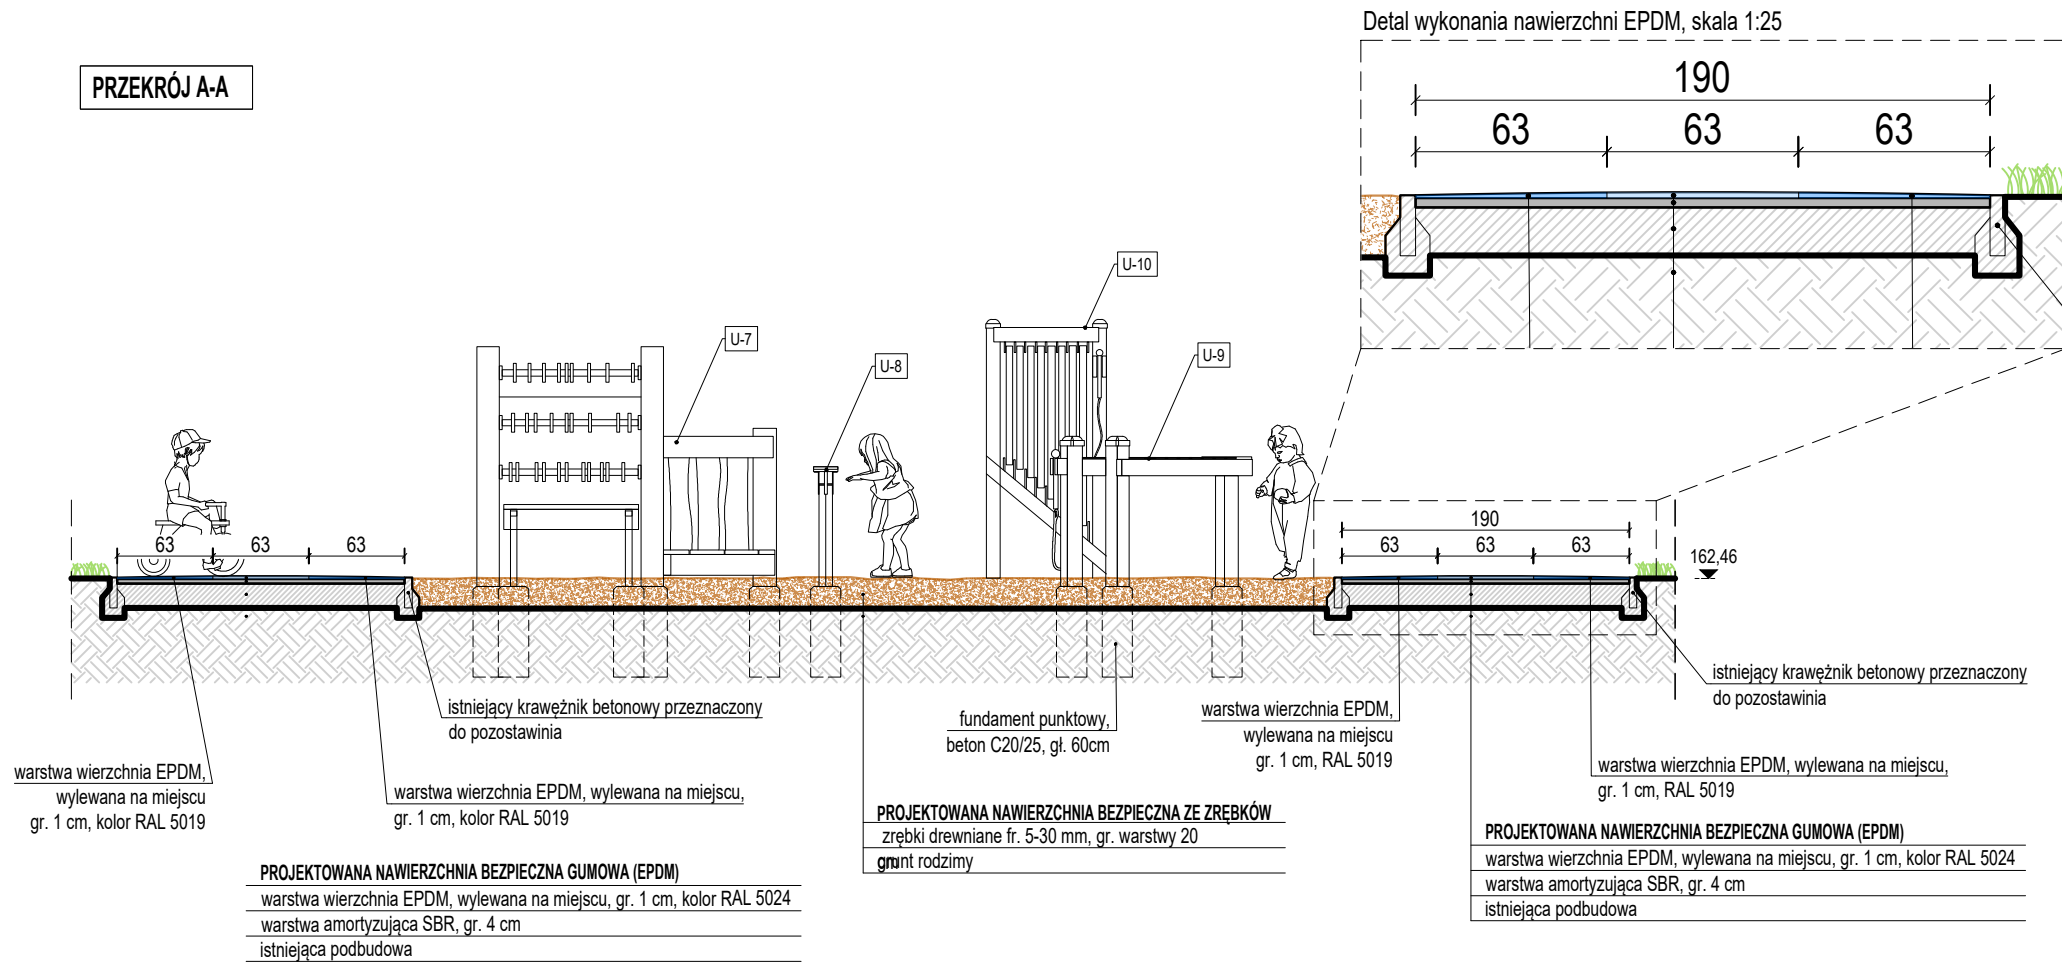 Detal wykonania nawierzchni EPDM, skala 1:25
PRZEKRÓJ A-A
190
63 63 63
U-10
U-7
U-8
U-9
63 63 63
190
63 63 63
162,46
istniejący krawężnik betonowy przeznaczony
do pozostawinia
warstwa wierzchnia EPDM,
wylewana na miejscu
gr. 1 cm, kolor RAL 5019
warstwa wierzchnia EPDM, wylewana na miejscu,
gr. 1 cm, kolor RAL 5019
PROJEKTOWANA NAWIERZCHNIA BEZPIECZNA GUMOWA (EPDM)
warstwa wierzchnia EPDM, wylewana na miejscu, gr. 1 cm, kolor RAL 5024
warstwa amortyzująca SBR, gr. 4 cm
istniejąca podbudowa
fundament punktowy,
beton C20/25, gł. 60cm
PROJEKTOWANA NAWIERZCHNIA BEZPIECZNA ZE ZRĘBKÓW
zrębki drewniane fr. 5-30 mm, gr. warstwy 20
cm
grunt rodzimy
warstwa wierzchnia EPDM,
wylewana na miejscu
gr. 1 cm, RAL 5019
istniejący krawężnik betonowy przeznaczony
do pozostawinia
warstwa wierzchnia EPDM, wylewana na miejscu,
gr. 1 cm, RAL 5019
PROJEKTOWANA NAWIERZCHNIA BEZPIECZNA GUMOWA (EPDM)
warstwa wierzchnia EPDM, wylewana na miejscu, gr. 1 cm, kolor RAL 5024
warstwa amortyzująca SBR, gr. 4 cm
istniejąca podbudowa